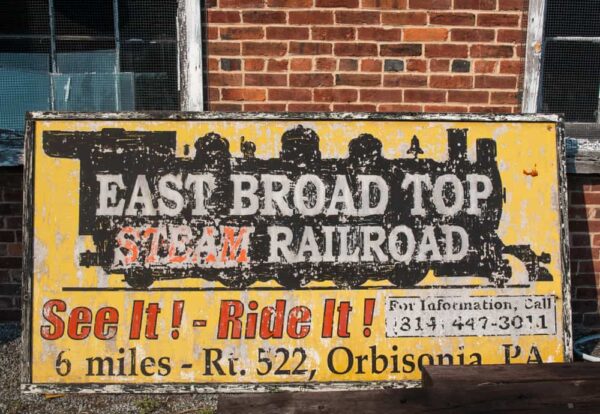 EAST BROAD TOP
STEAM RAILROAD
See It! - Ride It!
For Information, Call
814 447-3011
6 miles - Rt. 522, Orbisonia PA